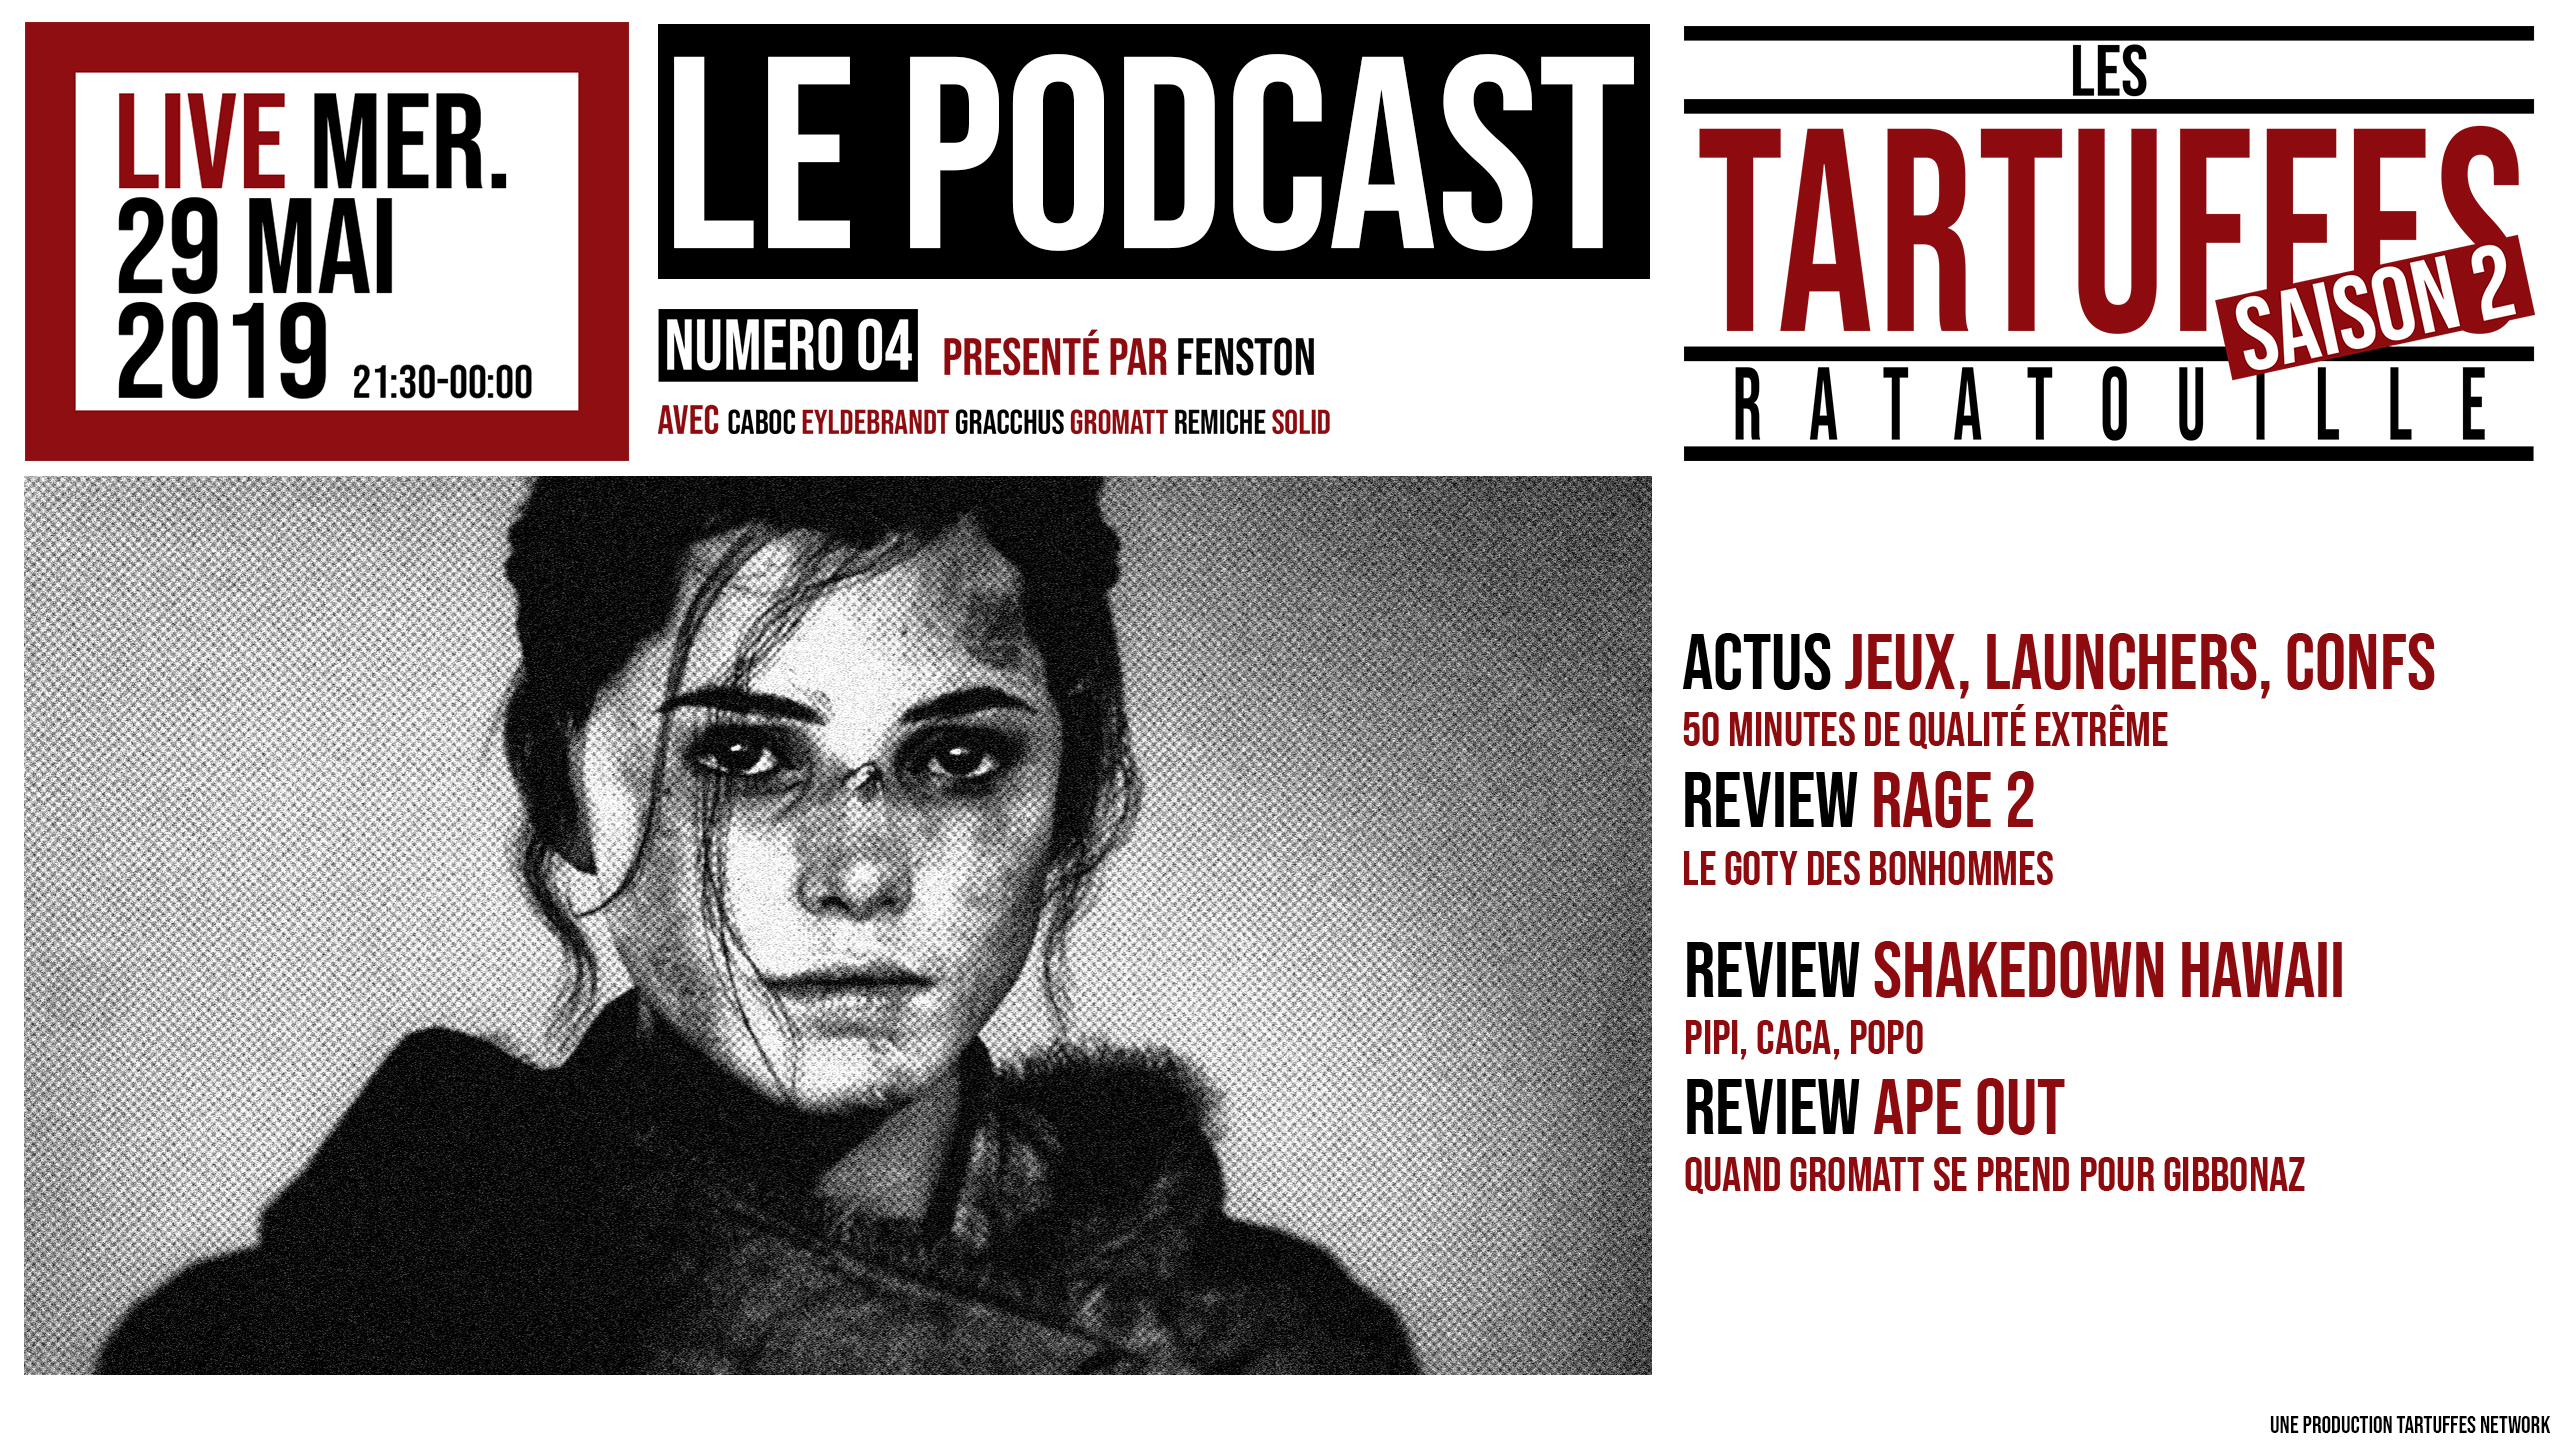 LIVE MER.
29 MAI
2019 21:30-00:00
LE PODCAST
NUMERO 04 PRESENTÉ PAR FENSTON
AVEC CABOC EYLDEBRANDT GRACCHUS GROMATT REMICHE SOLID
LES
TARTUFFES
SAISON 2
RATATOUILLE
ACTUS JEUX, LAUNCHERS, CONFS
50 MINUTES DE QUALITÉ EXTRÊME
REVIEW RAGE 2
LE GOTY DES BONHOMMES
REVIEW SHAKEDOWN HAWAII
PIPI, CACA, POPO
REVIEW APE OUT
QUAND GROMATT SE PREND POUR GIBBONAZ
UNE PRODUCTION TARTUFFES NETWORK